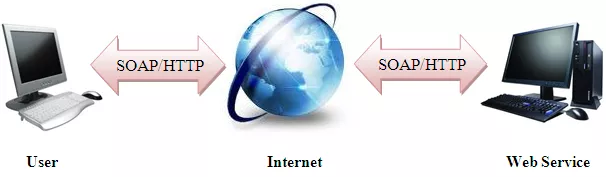 SOAP/HTTP
SOAP/HTTP
User
Internet
Web Service